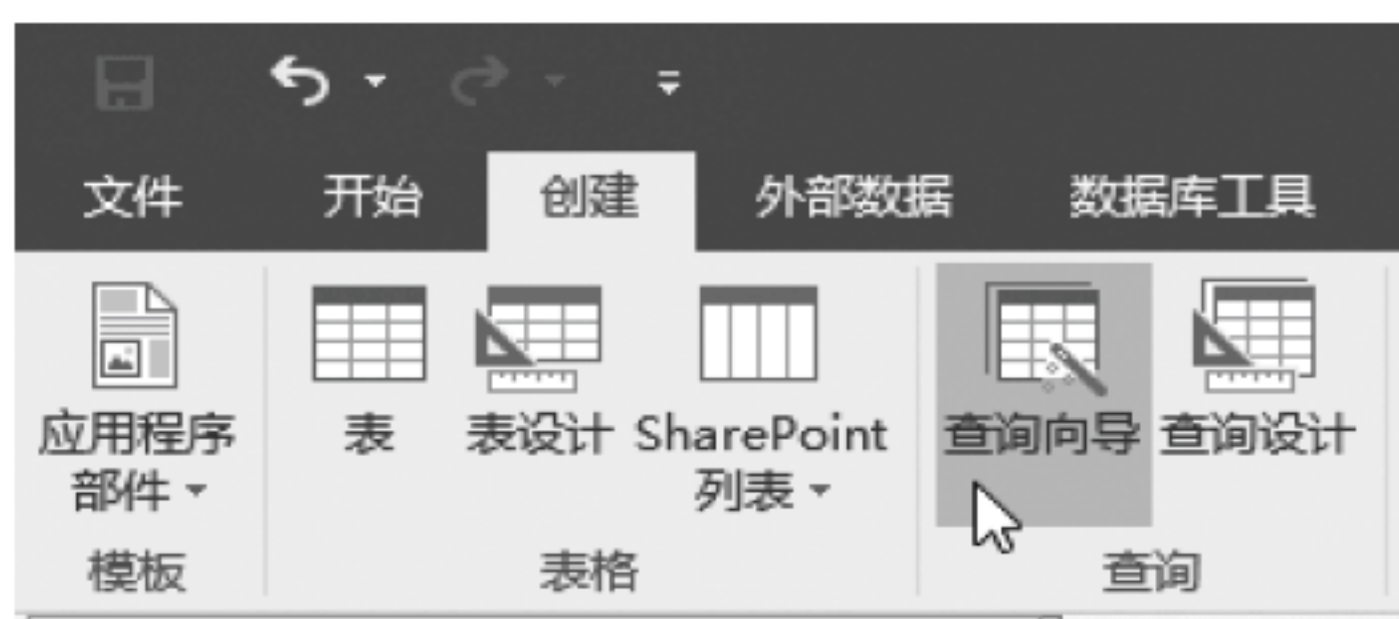 文件 开始 创建 外部数据 数据库工具
应用程序 表 表设计 SharePoint 查询向导 查询设计
部件 列表
模板 表格 查询